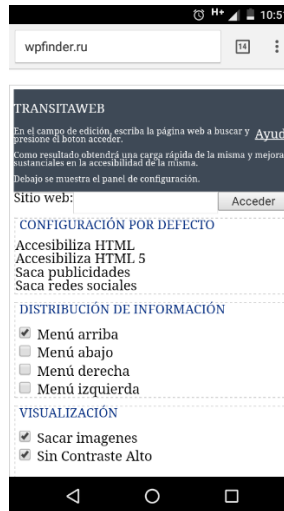 H+ 10:51
wpfinder.ru 14
TRANSITAWEB
En el campo de edición, escriba la página web a buscar y
presione el boton acceder.
Ayud
Como resultado obtendrá una carga rápida de la misma y mejora
sustanciales en la accesibilidad de la misma.
Debajo se muestra el panel de configuración.
Sitio web: Acceder
CONFIGURACIÓN POR DEFECTO
Accesibiliza HTML
Accesibiliza HTML 5
Saca publicidades
Saca redes sociales
DISTRIBUCIÓN DE INFORMACIÓN
Menú arriba
Menú abajo
Menú derecha
Menú izquierda
VISUALIZACIÓN
Sacar imagenes
Sin Contraste Alto